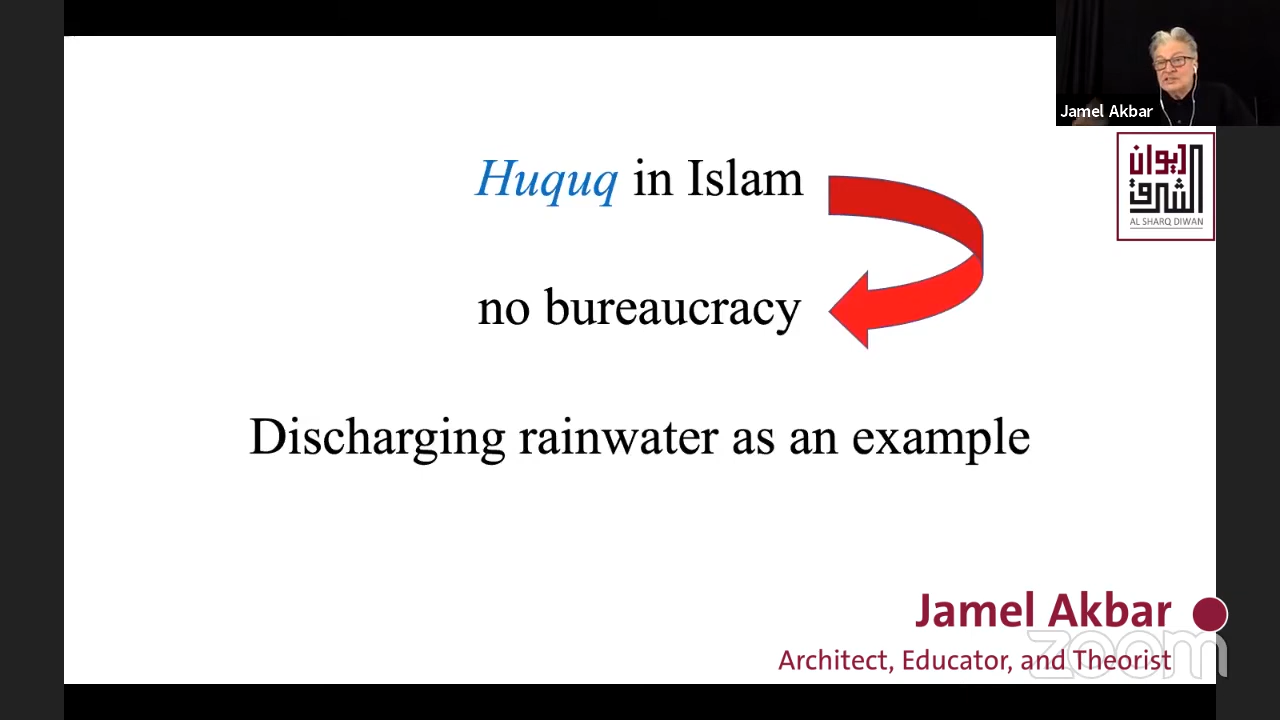 Jamel Akbar
ديوان
الشرق
AL SHARQ DIWAN
Huquq in Islam
no bureaucracy
Discharging rainwater as an example
Jamel Akbar
Architect, Educator, and Theorist
zoom